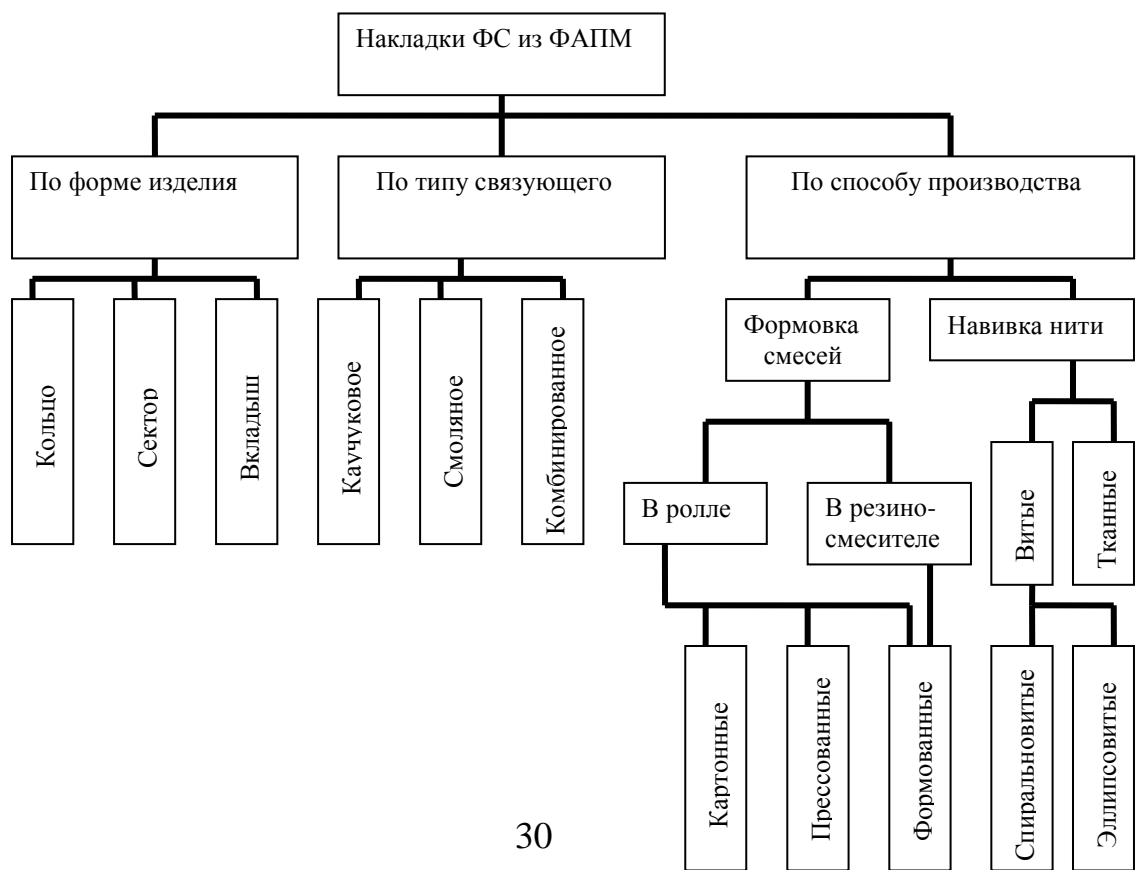 Накладки ФС из ФАПМ
По форме изделия
По типу связующего
По способу производства
Кольцо
Сектор
Вкладыш
Каучуковое
Смоляное
Комбинированное
Формовка
смесей
Навивка нити
В ролле
В резино-
смесителе
Витые
Тканные
Картонные
Прессованные
Формованные
Спиральновитые
Эллипсовитые
30